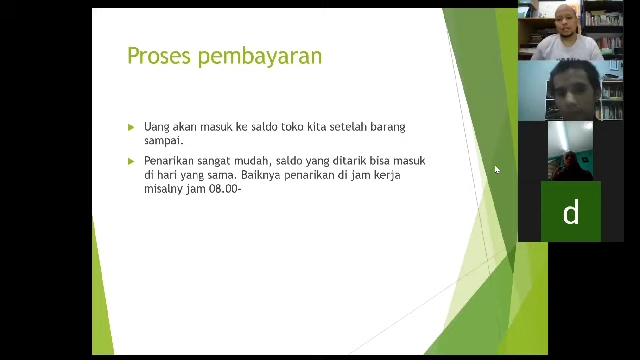 Proses pembayaran
Uang akan masuk ke saldo toko kita setelah barang
sampai.
Penarikan sangat mudah, saldo yang ditarik bisa masuk
di hari yang sama. Baiknya penarikan di jam kerja
misalny jam 08.00-
d